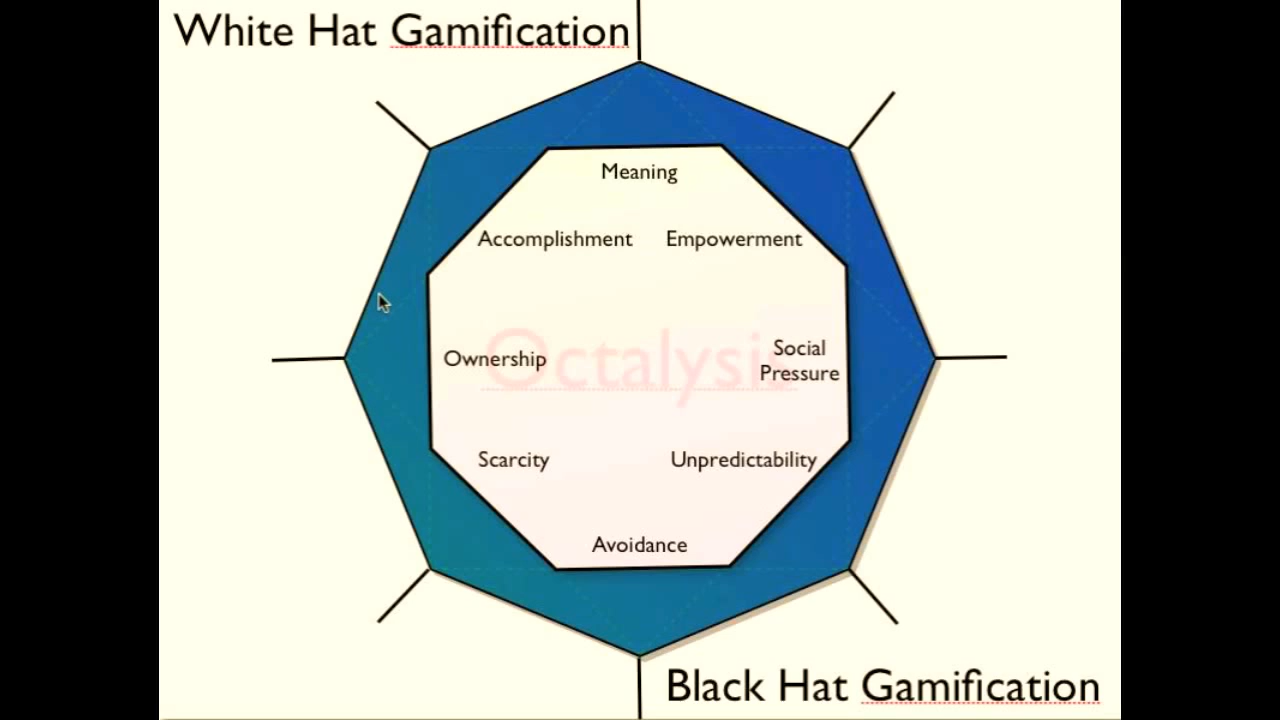 White Hat Gamification
Meaning
Accomplishment
Empowerment
Octalysis
Ownership
Social
Pressure
Scarcity
Unpredictability
Avoidance
Black Hat Gamification